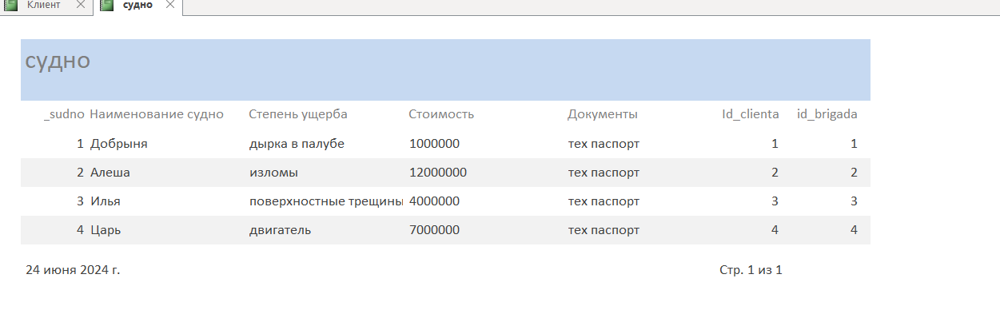 Клиент судно
судно
_sudno Наименование судно Степень ущерба Стоимость Документы Id_clienta id_brigada
1 Добрыня дырка в палубе 1000000 тех паспорт 1 1
2 Алеша изломы 12000000 тех паспорт 2 2
3 Илья поверхностные трещины 4000000 тех паспорт 3 3
4 Царь двигатель 7000000 тех паспорт 4 4
24 июня 2024 г. Стр. 1 из 1